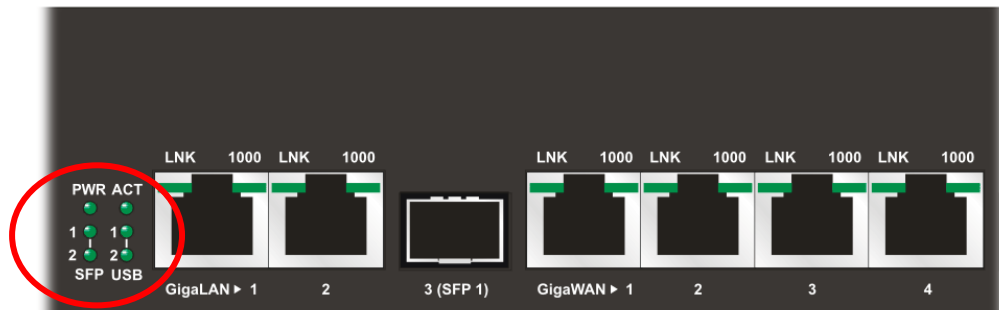 LNK 1000 LNK 1000 LNK 1000 LNK 1000 LNK 1000 LNK 1000
PWR ACT
1 1
2 2
SFP USB
GigaLAN ▶ 1 2 3 (SFP 1) GigaWAN ▶ 1 2 3 4